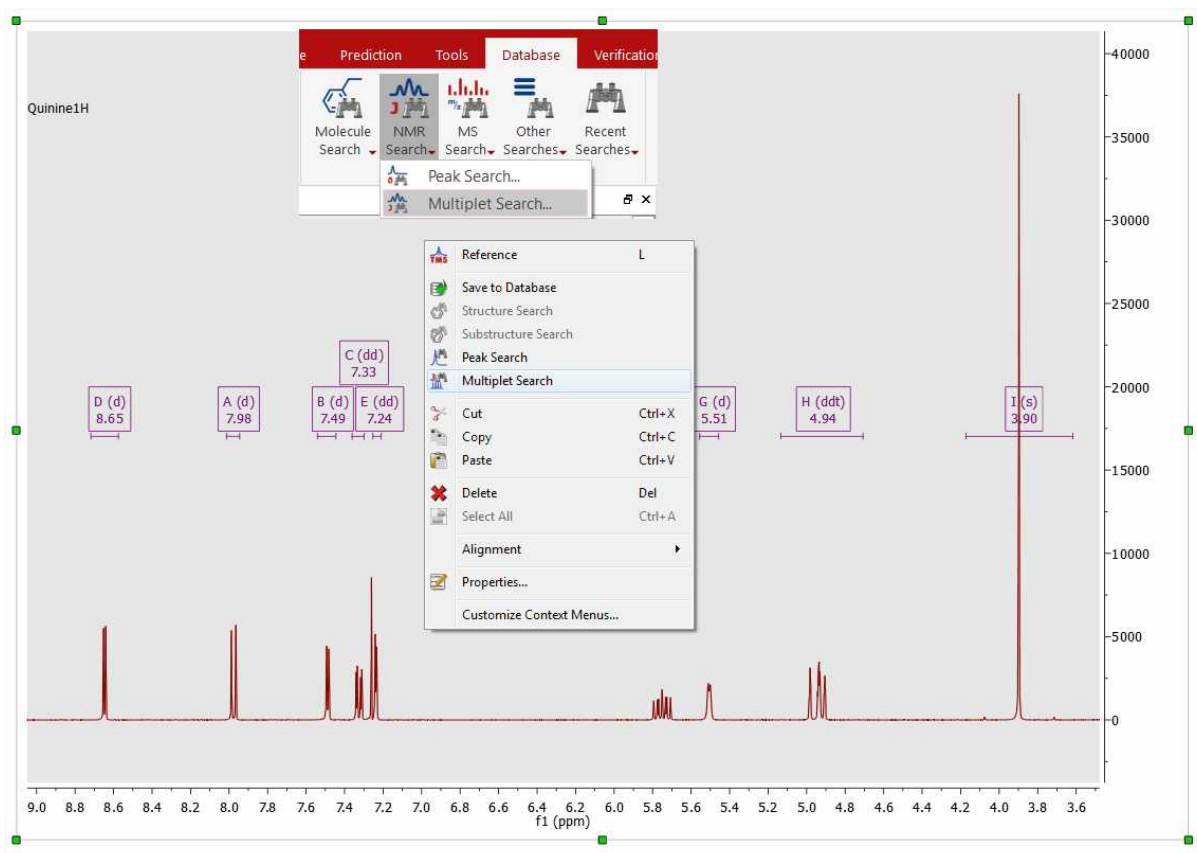 e Prediction Tools Database Verification
Quinine1H
Molecule Search
NMR Search
MS Search
Other Searches
Recent Searches
Peak Search...
Multiplet Search...
Reference L
Save to Database
Structure Search
Substructure Search
Peak Search
Multiplet Search
Cut Ctrl+X
Copy Ctrl+C
Paste Ctrl+V
Delete Del
Select All Ctrl+A
Alignment
Properties...
Customize Context Menus...
D (d)
8.65
A (d)
7.98
B (d)
7.49
C (dd)
7.33
E (dd)
7.24
G (d)
5.51
H (ddt)
4.94
I (s)
3.90
40000
35000
30000
25000
20000
15000
10000
5000
0
9.0 8.8 8.6 8.4 8.2 8.0 7.8 7.6 7.4 7.2 7.0 6.8 6.6 6.4 6.2 6.0 5.8 5.6 5.4 5.2 5.0 4.8 4.6 4.4 4.2 4.0 3.8 3.6
f1 (ppm)